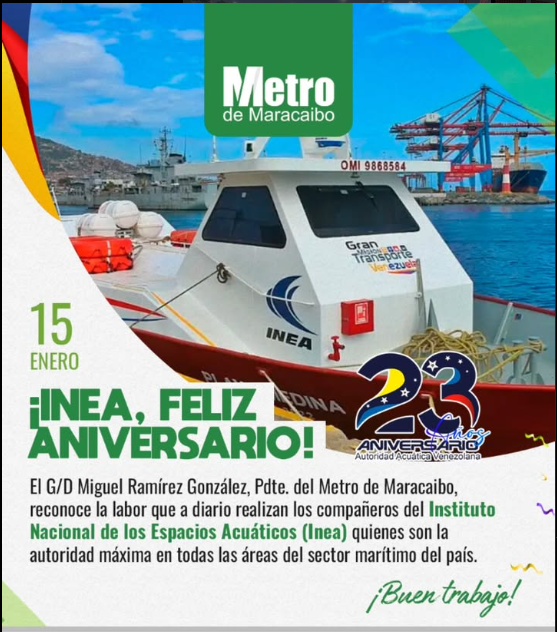 Metro
de Maracaibo
OMI 9868584
Gran
Misión
Transporte
Venezuela
INEA
15
ENERO
¡INEA, FELIZ
ANIVERSARIO!
23
años
ANIVERSARIO
Autoridad Acuática Venezolana
El G/D Miguel Ramírez González, Pdte. del Metro de Maracaibo,
reconoce la labor que a diario realizan los compañeros del Instituto
Nacional de los Espacios Acuáticos (Inea) quienes son la
autoridad máxima en todas las áreas del sector marítimo del país.
¡Buen trabajo!